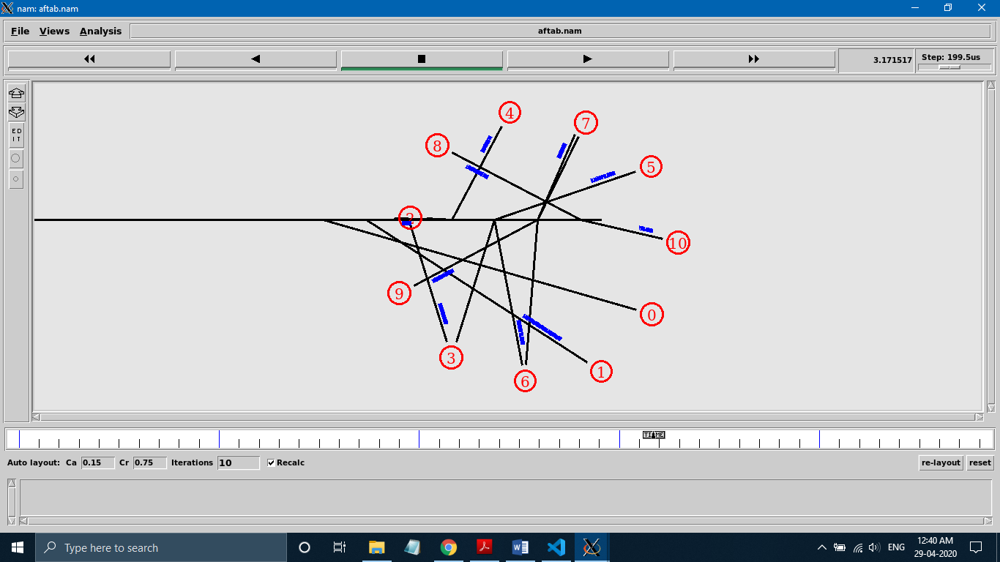 nam: aftab.nam
File Views Analysis aftab.nam
3.171517 Step: 199.5us
ED
IT
4
7
8
5
2
10
9
0
3
1
6
TIME
Auto layout: Ca 0.15 Cr 0.75 Iterations 10 Recalc re-layout reset
Type here to search
ENG
12:40 AM
29-04-2020